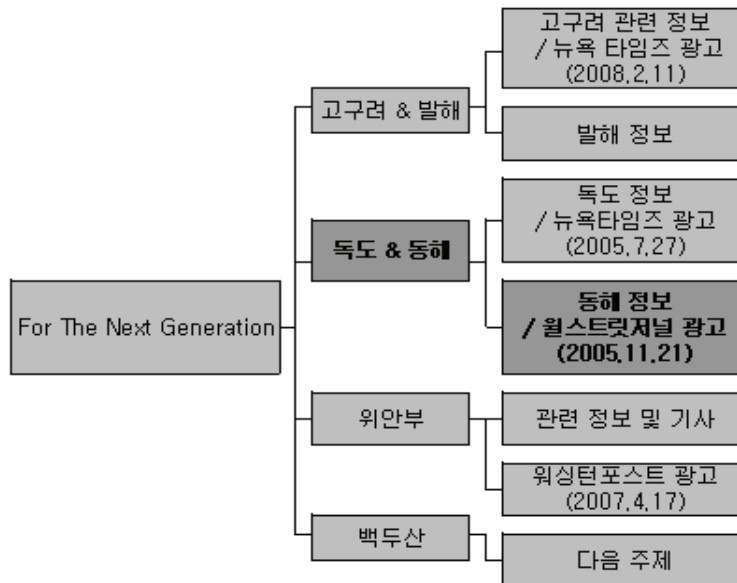 For The Next Generation
고구려 & 발해
고구려 관련 정보
/ 뉴욕 타임즈 광고
(2008.2.11)
발해 정보
독도 & 동해
독도 정보
/ 뉴욕타임즈 광고
(2005.7.27)
동해 정보
/ 월스트릿저널 광고
(2005.11.21)
위안부
관련 정보 및 기사
워싱턴포스트 광고
(2007.4.17)
백두산
다음 주제